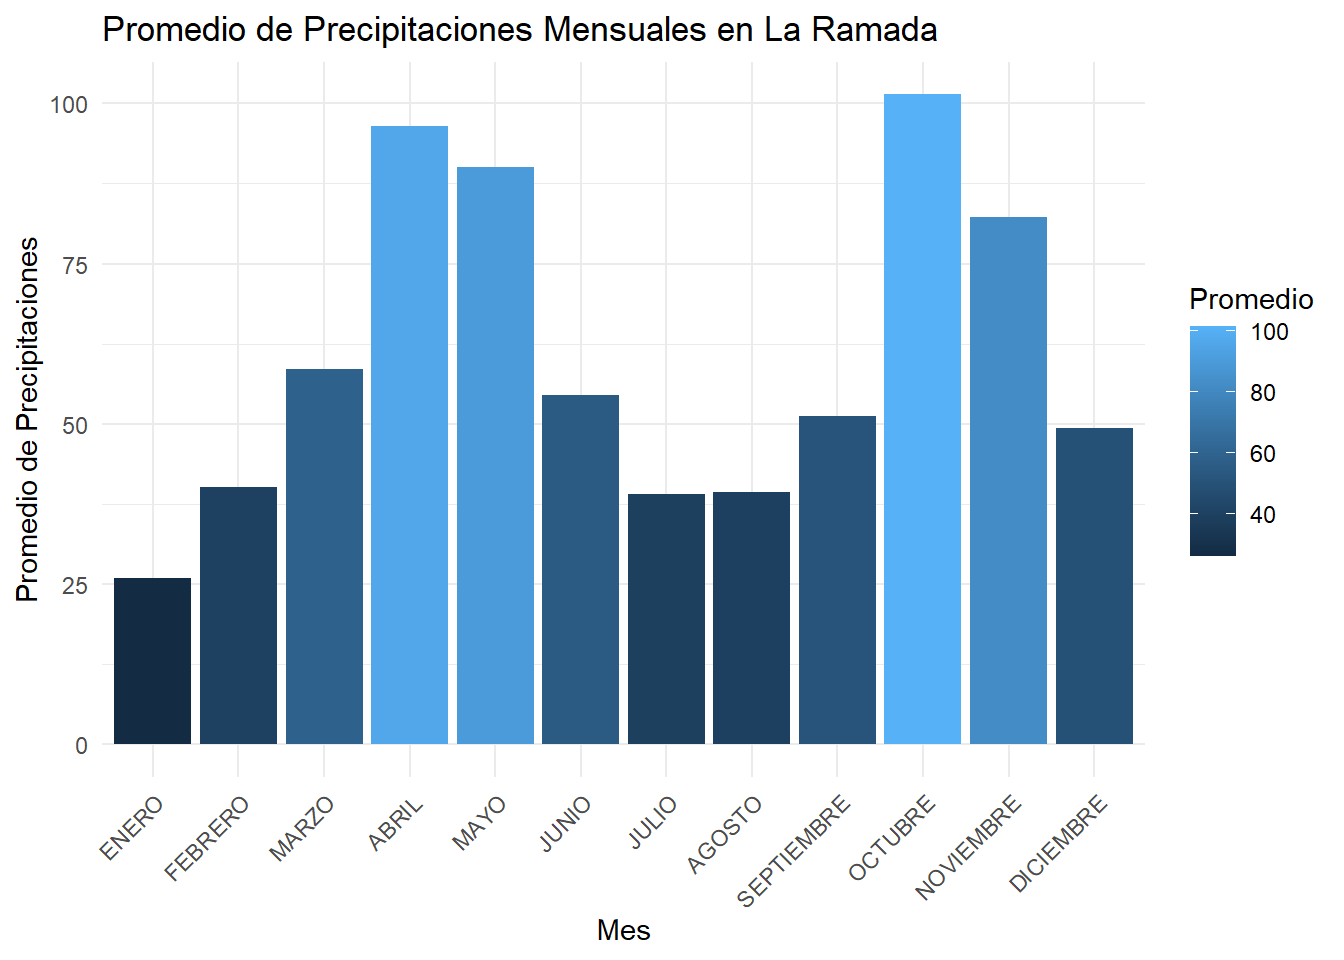 Promedio de Precipitaciones Mensuales en La Ramada
Promedio de Precipitaciones
100
75
50
25
0
ENERO
FEBRERO
MARZO
ABRIL
MAYO
JUNIO
JULIO
AGOSTO
SEPTIEMBRE
OCTUBRE
NOVIEMBRE
DICIEMBRE
Mes
Promedio
100
80
60
40